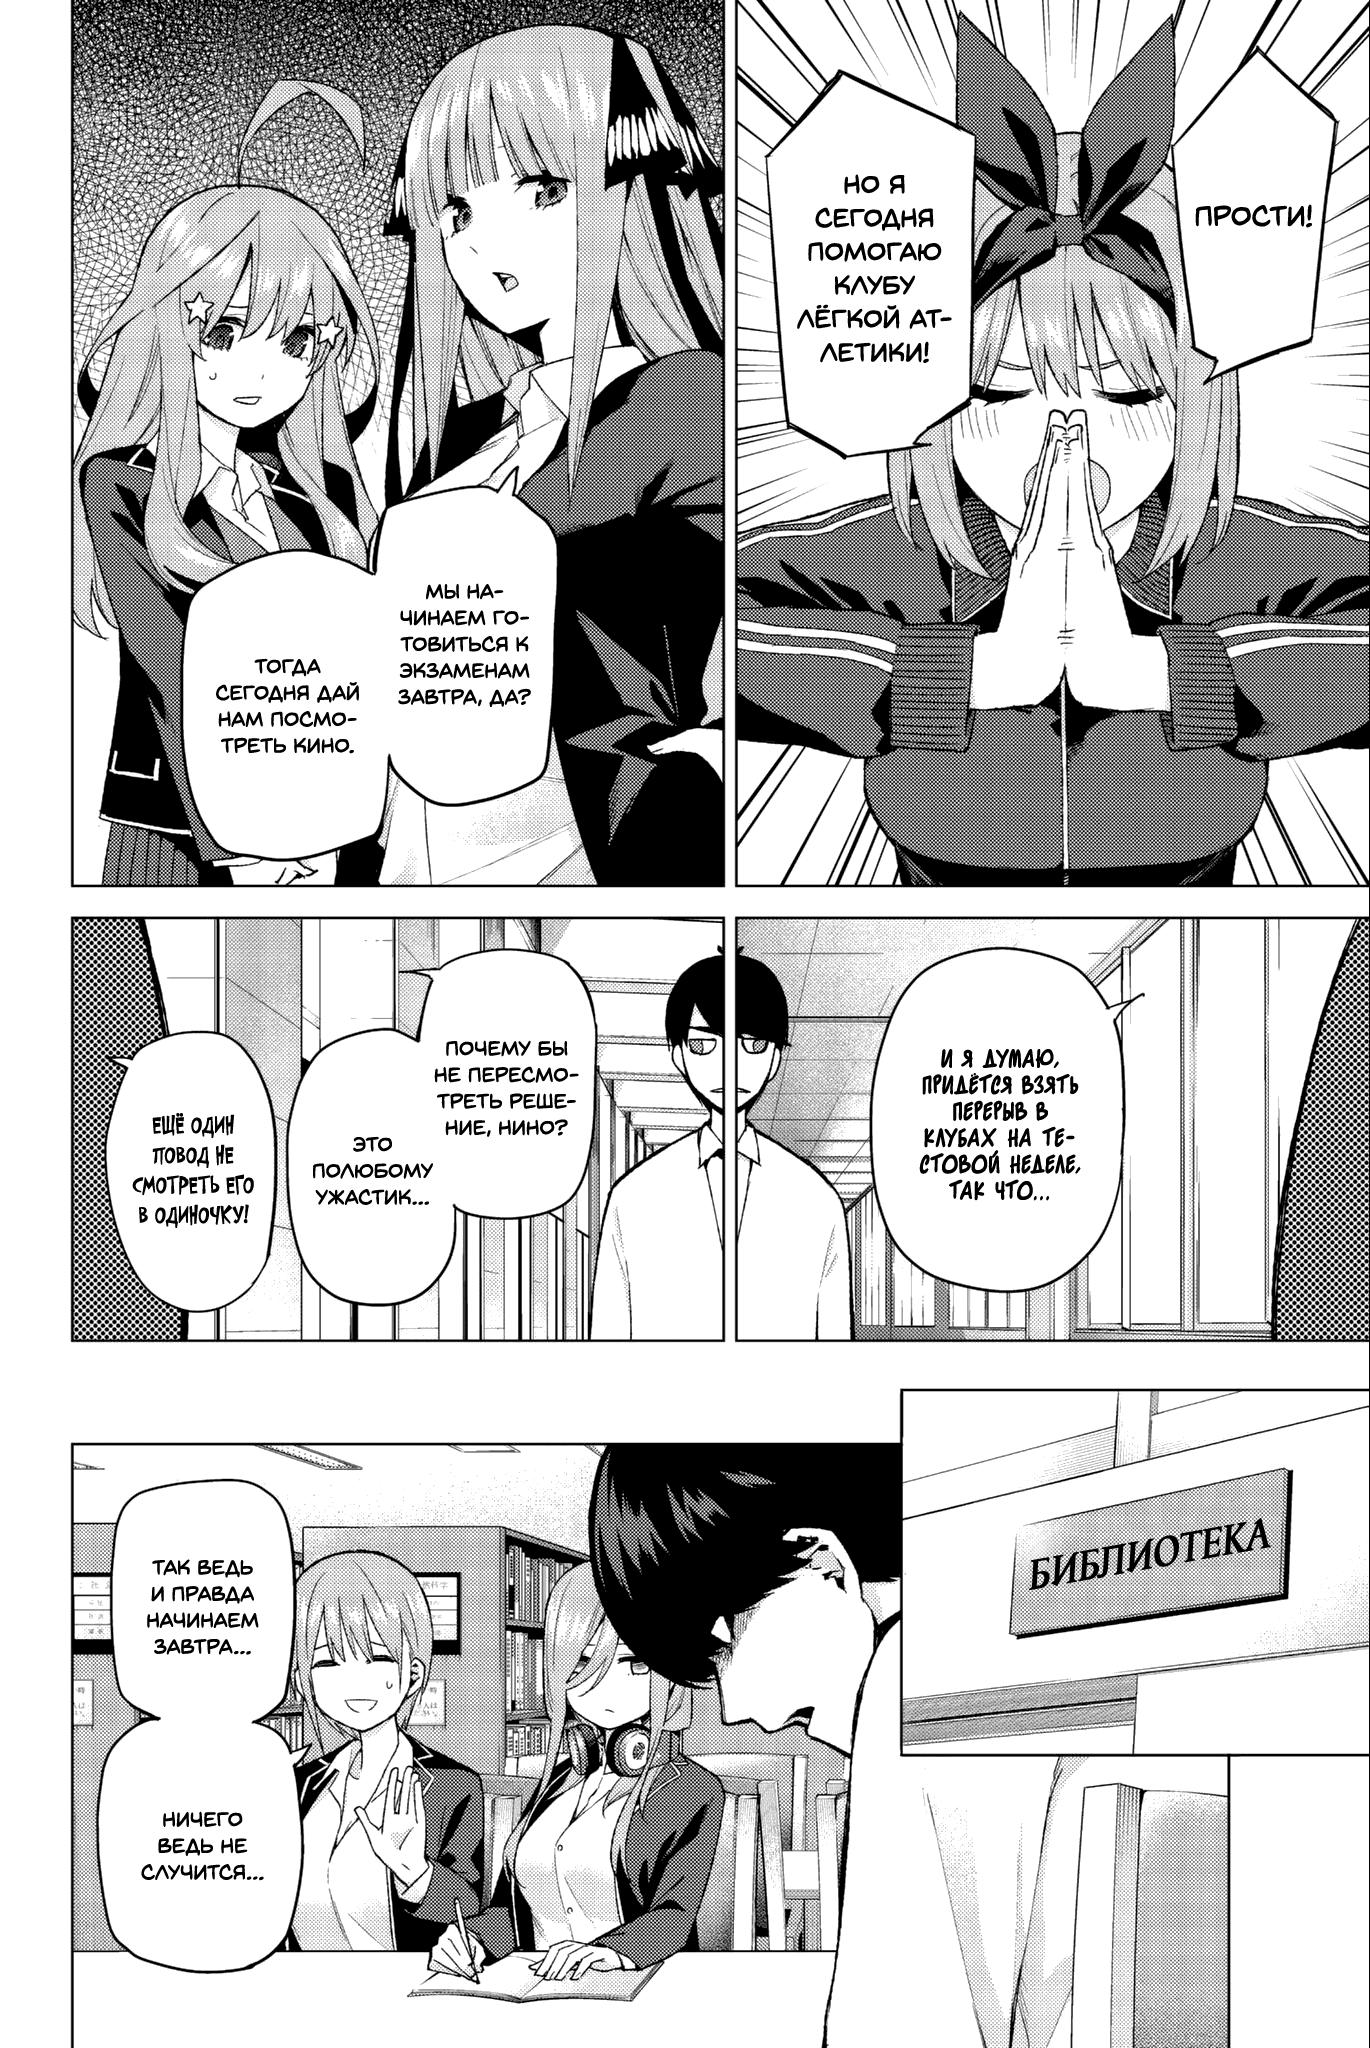 ПРОСТИ!
НО Я
СЕГОДНЯ
ПОМОГАЮ
КЛУБУ
ЛЁГКОЙ АТ-
ЛЕТИКИ!
МЫ НА-
ЧИНАЕМ ГО-
ТОВИТЬСЯ К
ЭКЗАМЕНАМ
ЗАВТРА, ДА?
ТОГДА
СЕГОДНЯ ДАЙ
НАМ ПОСМО-
ТРЕТЬ КИНО.
И Я ДУМАЮ,
ПРИДЁТСЯ ВЗЯТЬ
ПЕРЕРЫВ В
КЛУБАХ НА ТЕ-
СТОВОЙ НЕДЕЛЕ,
ТАК ЧТО...
ПОЧЕМУ БЫ
НЕ ПЕРЕСМО-
ТРЕТЬ РЕШЕ-
НИЕ, НИНО?
ЭТО
ПОЛЮБОМУ
УЖАСТИК...
ЕЩЁ ОДИН
ПОВОД НЕ
СМОТРЕТЬ ЕГО
В ОДИНОЧКУ!
БИБЛИОТЕКА
ТАК ВЕДЬ
И ПРАВДА
НАЧИНАЕМ
ЗАВТРА...
НИЧЕГО
ВЕДЬ НЕ
СЛУЧИТСЯ...